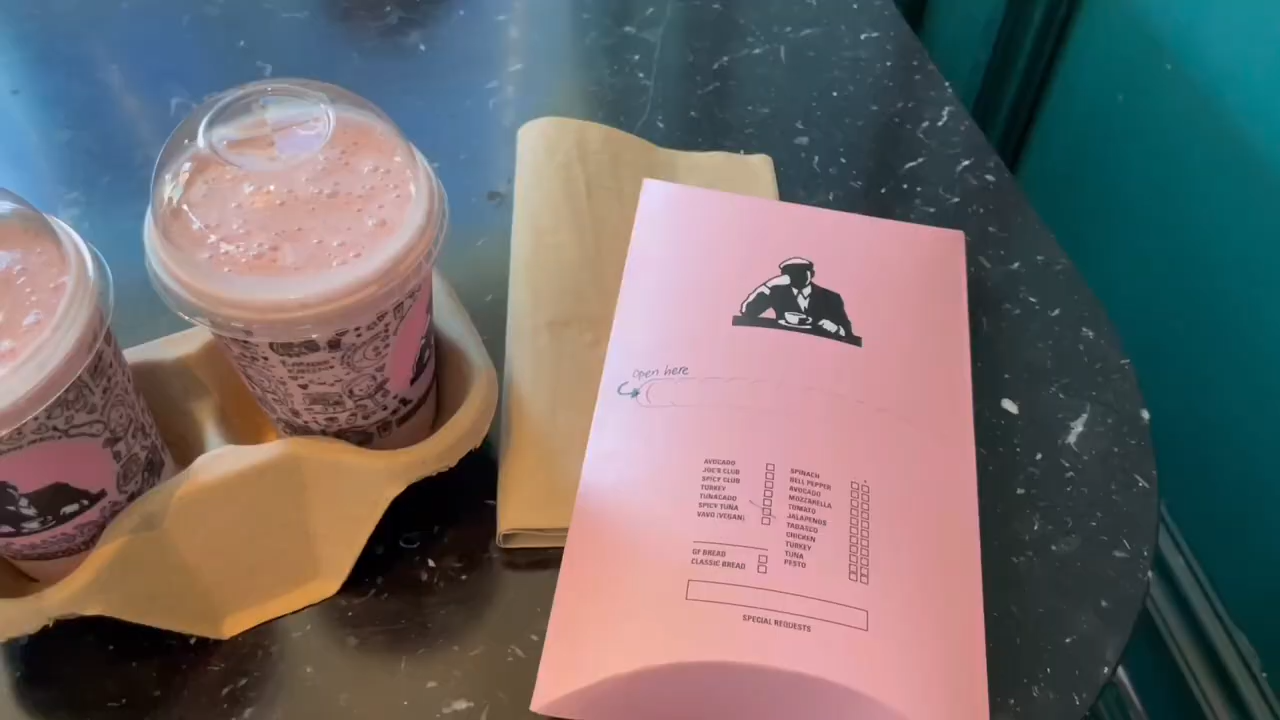 Open here
AVOCADO
JOE'S CLUB
SPICY CLUB
TURKEY
TUNACADO
SPICY TUNA
VAVO (VEGAN)
GF BREAD
CLASSIC BREAD
SPINACH
BELL PEPPER
AVOCADO
MOZZARELLA
TOMATO
JALAPENOS
TABASCO
CHICKEN
TURKEY
TUNA
PESTO
SPECIAL REQUESTS